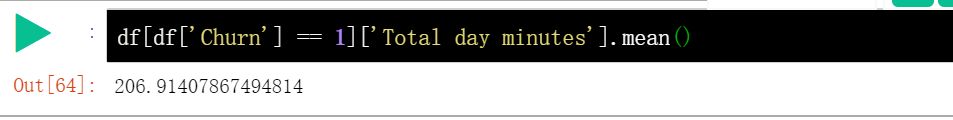 : df[df['Churn'] == 1]['Total day minutes'].mean()
Out[64]: 206.91407867494814